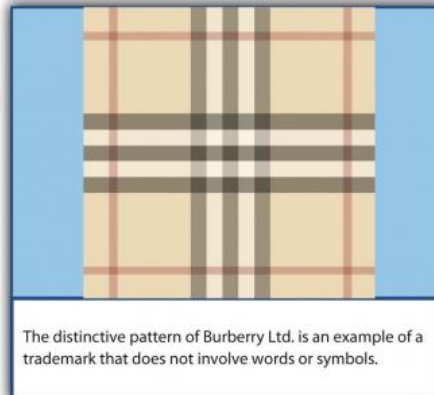 The distinctive pattern of Burberry Ltd. is an example of a
trademark that does not involve words or symbols.